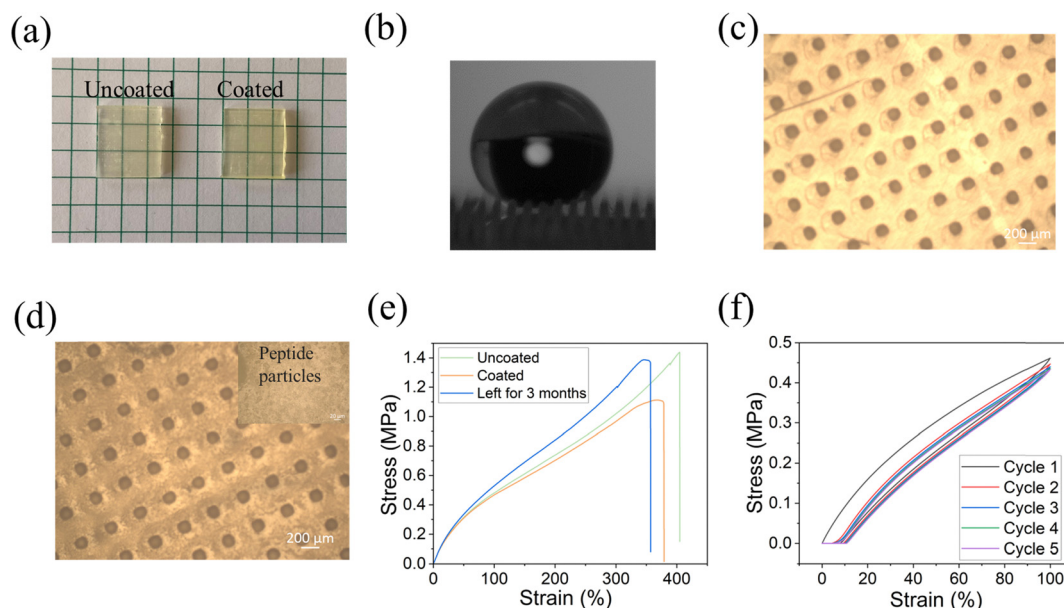 (a)
Uncoated Coated
(b)
(c)
200 μm
(d)
Peptide
particles
200 μm
(e)
Stress (MPa)
1.4
1.2
1.0
0.8
0.6
0.4
0.2
0.0
Uncoated
Coated
Left for 3 months
0 100 200 300 400
Strain (%)
(f)
Stress (MPa)
0.5
0.4
0.3
0.2
0.1
0.0
Cycle 1
Cycle 2
Cycle 3
Cycle 4
Cycle 5
0 20 40 60 80 100
Strain (%)